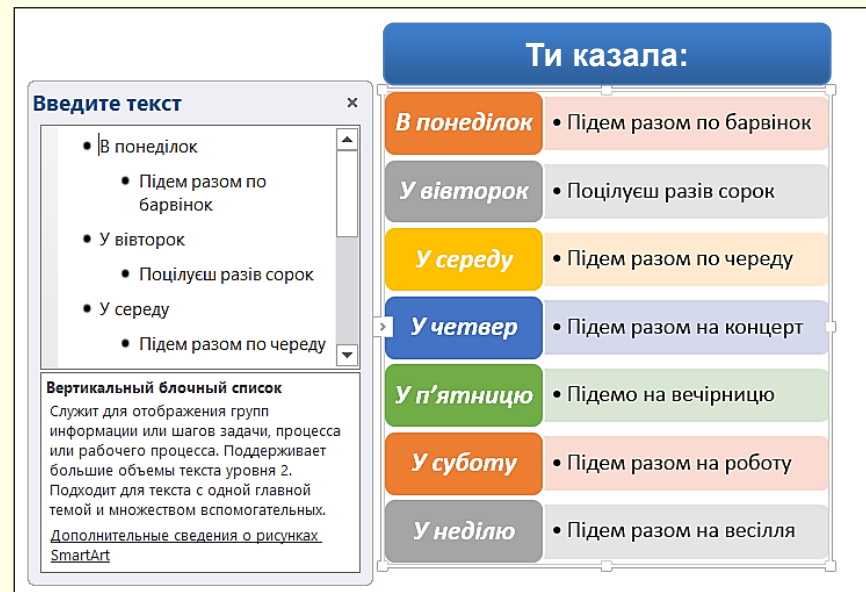 Ти казала:
Введите текст
• В понеділок
• Підем разом по
барвінок
• У вівторок
• Поцілуєш разів сорок
• У середу
• Підем разом по череду
Вертикальный блочный список
Служит для отображения групп
информации или шагов задачи, процесса
или рабочего процесса. Поддерживает
большие объемы текста уровня 2.
Подходит для текста с одной главной
темой и множеством вспомогательных.
Дополнительные сведения о рисунках
SmartArt
В понеділок • Підем разом по барвінок
У вівторок • Поцілуєш разів сорок
У середу • Підем разом по череду
У четвер • Підем разом на концерт
У п’ятницю • Підемо на вечірницю
У суботу • Підем разом на роботу
У неділю • Підем разом на весілля